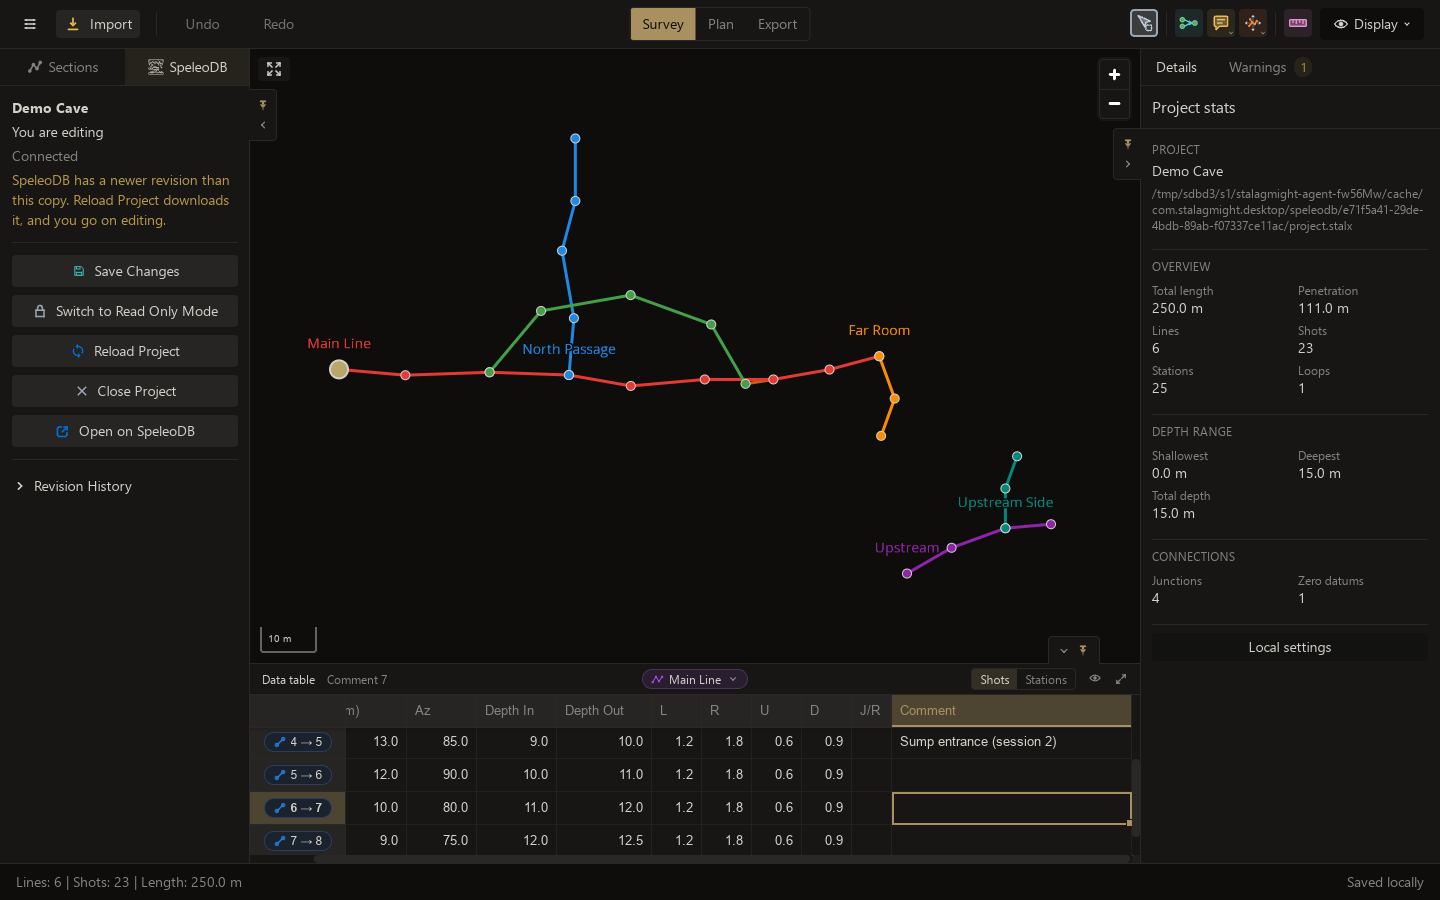 Import
Undo
Redo
Survey
Plan
Export
Display
Sections
SpeleoDB
Demo Cave
You are editing
Connected
SpeleoDB has a newer revision than
this copy. Reload Project downloads
it, and you go on editing.
Save Changes
Switch to Read Only Mode
Reload Project
Close Project
Open on SpeleoDB
Revision History
Main Line
North Passage
Far Room
Upstream Side
Upstream
10 m
Details
Warnings 1
Project stats
PROJECT
Demo Cave
/tmp/sdbd3/s1/stalagmight-agent-fw56Mw/cache/
com.stalagmight.desktop/speleodb/e71f5a41-29de-
4bdb-89ab-f07337ce11ac/project.stalx
OVERVIEW
Total length Penetration
250.0 m 111.0 m
Lines Shots
6 23
Stations Loops
25 1
DEPTH RANGE
Shallowest Deepest
0.0 m 15.0 m
Total depth
15.0 m
CONNECTIONS
Junctions Zero datums
4 1
Local settings
Data table Comment 7 Main Line Shots Stations
m) Az Depth In Depth Out L R U D J/R Comment
4 → 5 13.0 85.0 9.0 10.0 1.2 1.8 0.6 0.9 Sump entrance (session 2)
5 → 6 12.0 90.0 10.0 11.0 1.2 1.8 0.6 0.9
6 → 7 10.0 80.0 11.0 12.0 1.2 1.8 0.6 0.9
7 → 8 9.0 75.0 12.0 12.5 1.2 1.8 0.6 0.9
Lines: 6 | Shots: 23 | Length: 250.0 m
Saved locally